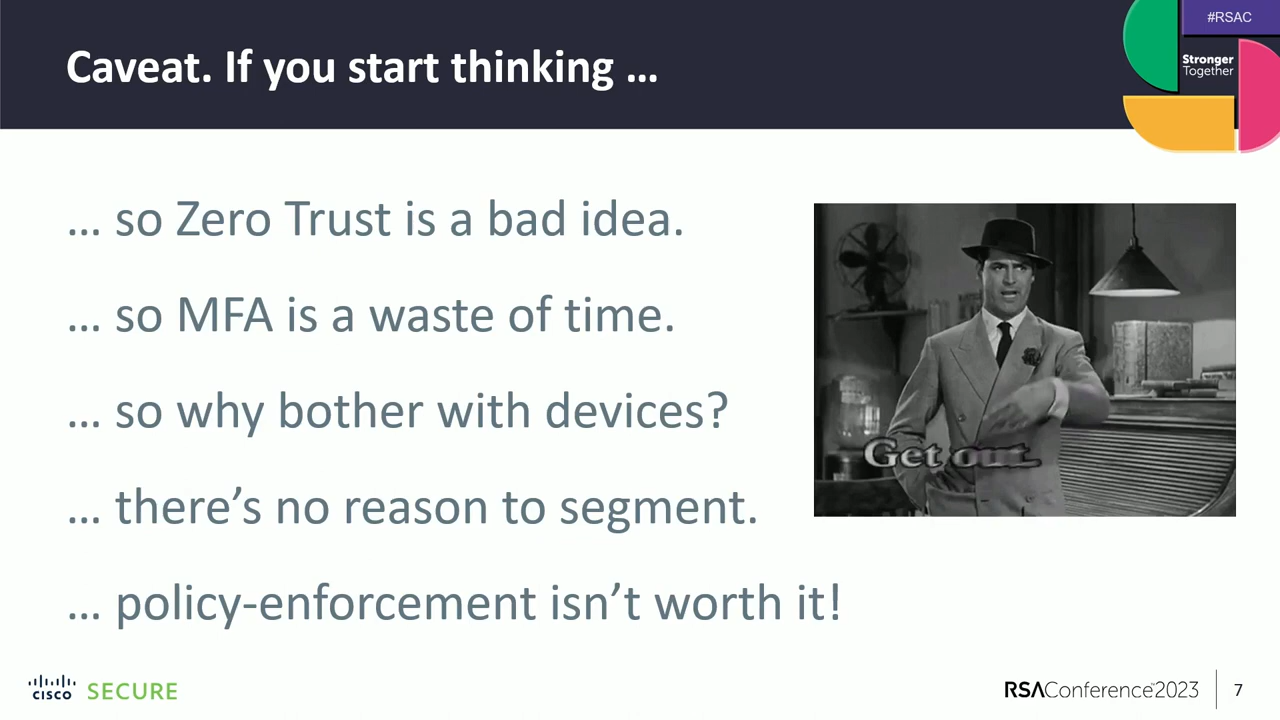 #RSAC
Caveat. If you start thinking …
Stronger
Together
… so Zero Trust is a bad idea.
… so MFA is a waste of time.
… so why bother with devices?
Get out.
… there’s no reason to segment.
… policy-enforcement isn’t worth it!
CISCO SECURE
RSAConference™2023
7